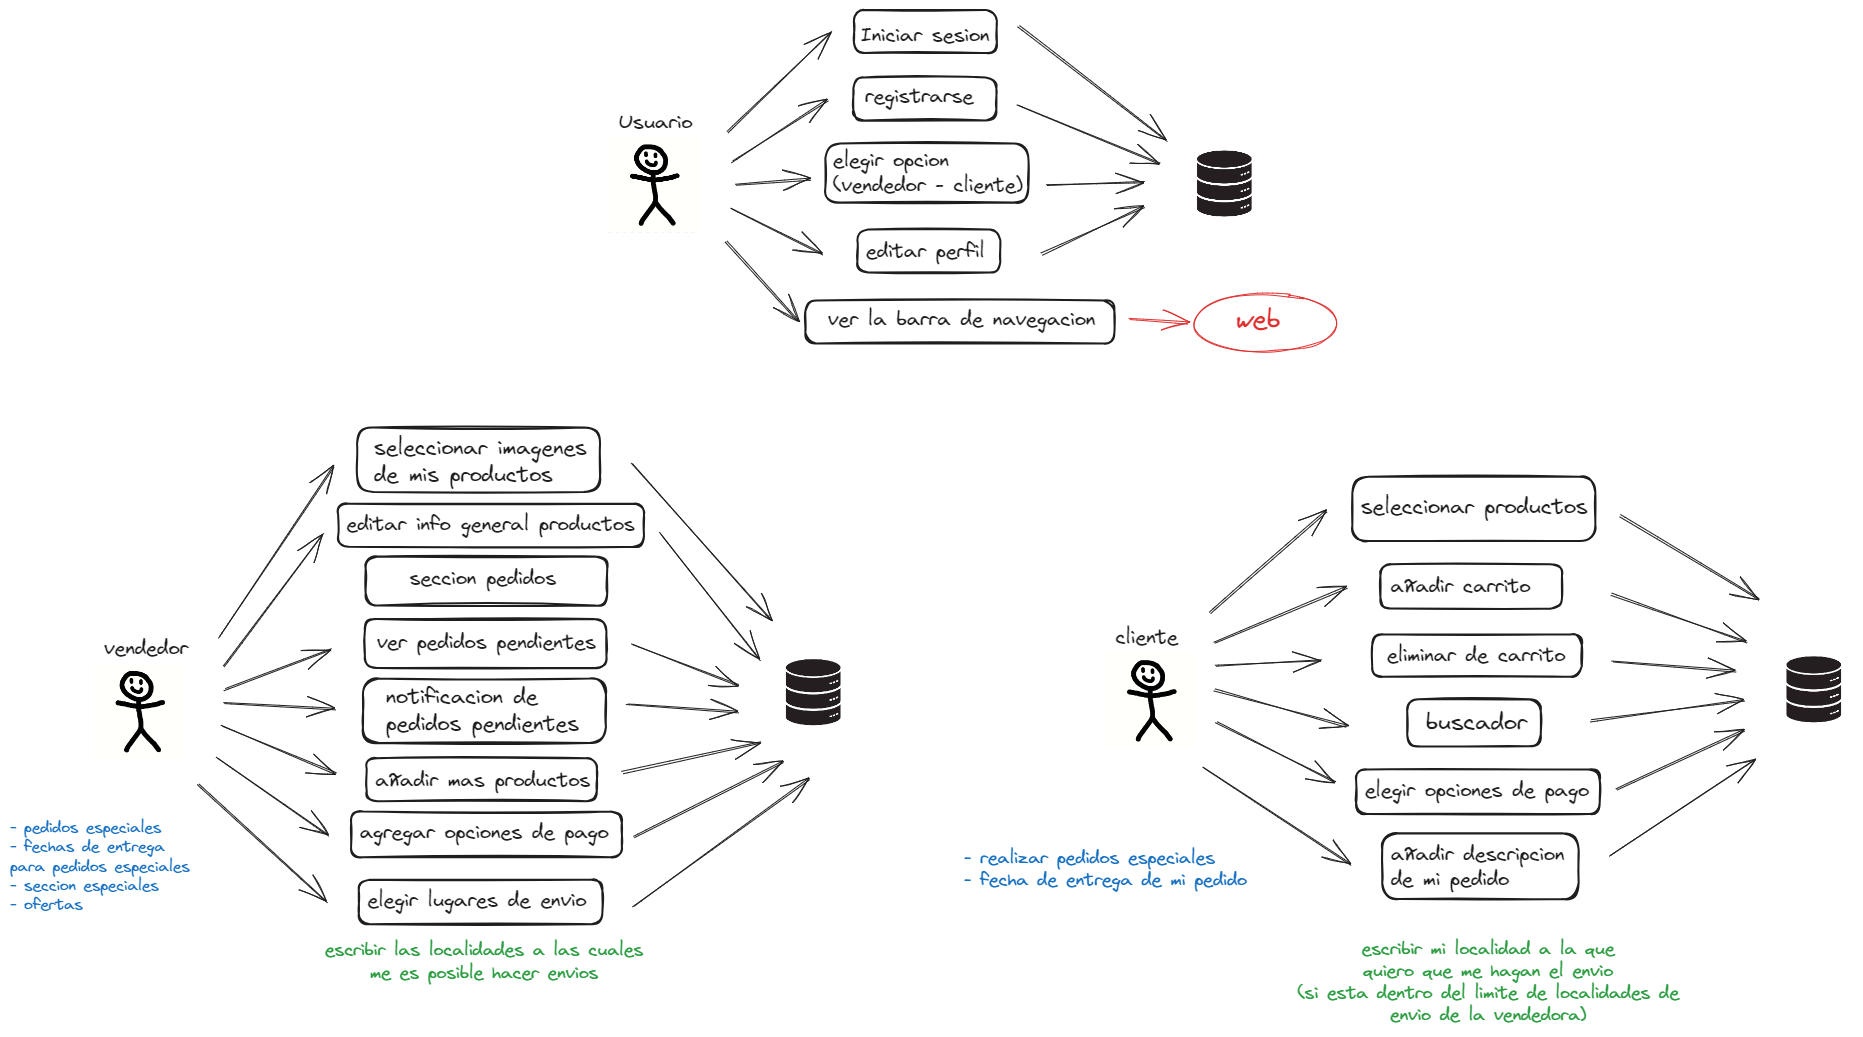 Iniciar sesion
registrarse
Usuario
elegir opcion
(vendedor - cliente)
editar perfil
ver la barra de navegacion
web
seleccionar imagenes
de mis productos
editar info general productos
seccion pedidos
ver pedidos pendientes
vendedor
notificacion de
pedidos pendientes
añadir mas productos
agregar opciones de pago
elegir lugares de envio
- pedidos especiales
- fechas de entrega
para pedidos especiales
- seccion especiales
- ofertas
escribir las localidades a las cuales
me es posible hacer envios
seleccionar productos
añadir carrito
cliente
eliminar de carrito
buscador
elegir opciones de pago
añadir descripcion
de mi pedido
- realizar pedidos especiales
- fecha de entrega de mi pedido
escribir mi localidad a la que
quiero que me hagan el envio
(si esta dentro del limite de localidades de
envio de la vendedora)